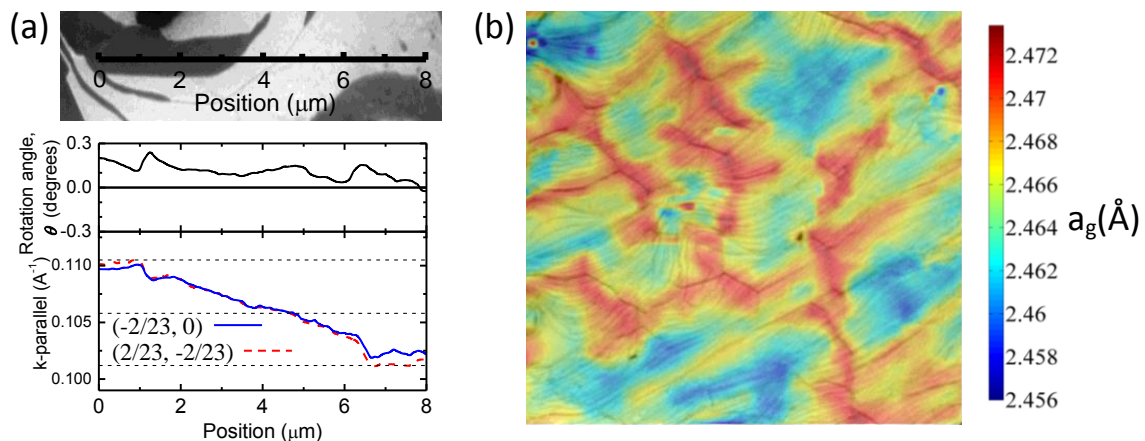 (a)
0 2 4 6 8
Position (μm)
Rotation angle,
θ (degrees)
0.3
0.0
-0.3
k-parallel (A⁻¹)
0.110
0.105
0.100
(-2/23, 0)
(2/23, -2/23)
0 2 4 6 8
Position (μm)
(b)
2.472
2.47
2.468
2.466
2.464
2.462
2.46
2.458
2.456
a_g(Å)